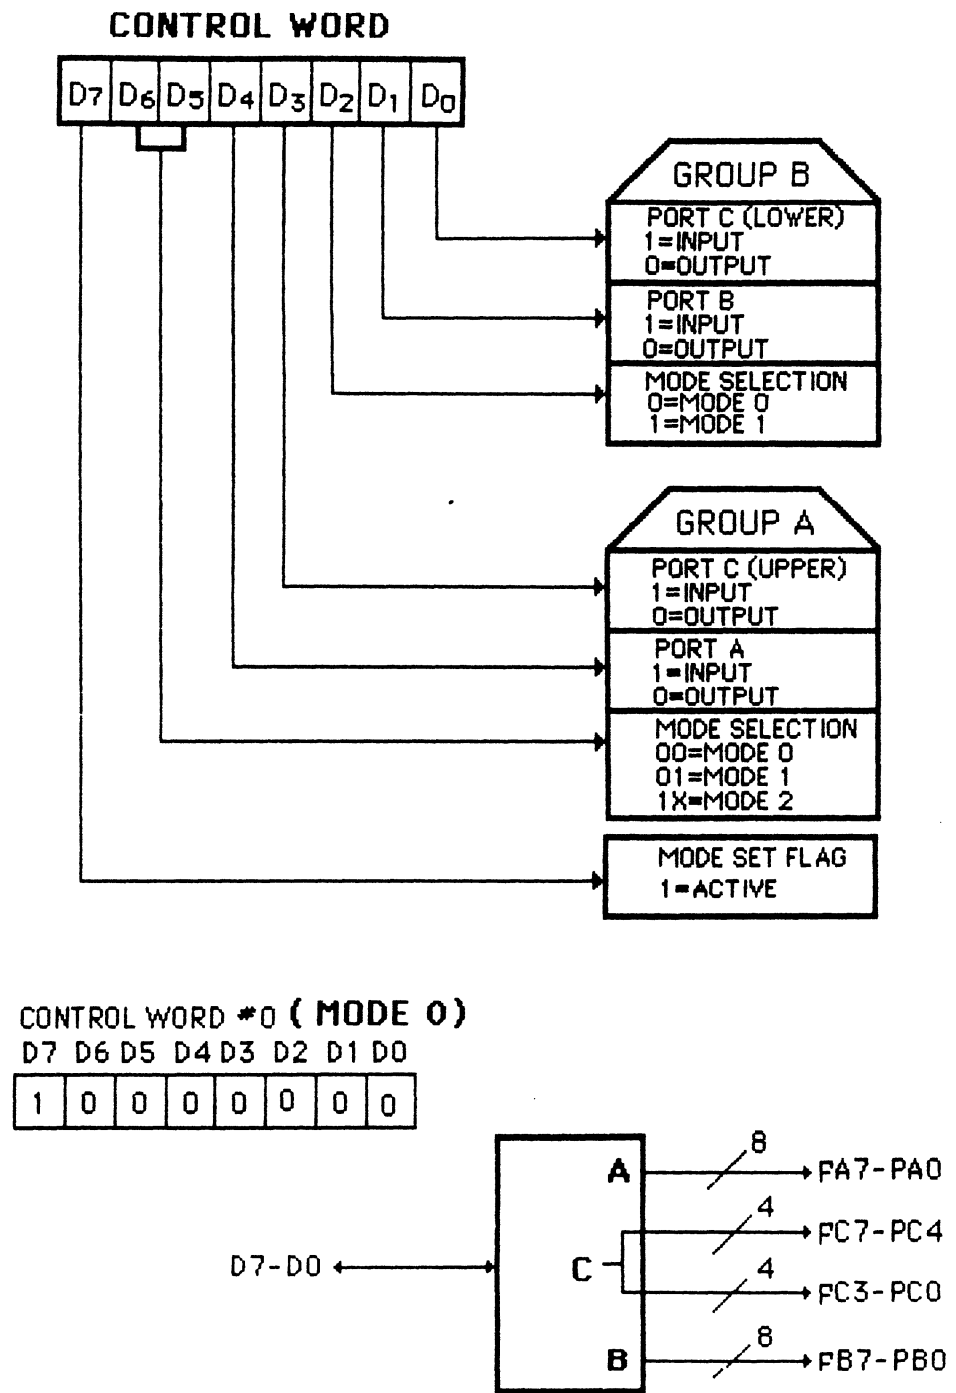 CONTROL WORD
D7 D6 D5 D4 D3 D2 D1 D0
GROUP B
PORT C (LOWER)
1=INPUT
0=OUTPUT
PORT B
1=INPUT
0=OUTPUT
MODE SELECTION
0=MODE 0
1=MODE 1
GROUP A
PORT C (UPPER)
1=INPUT
0=OUTPUT
PORT A
1=INPUT
0=OUTPUT
MODE SELECTION
00=MODE 0
01=MODE 1
1X=MODE 2
MODE SET FLAG
1=ACTIVE
CONTROL WORD #0 (MODE 0)
D7 D6 D5 D4 D3 D2 D1 D0
1 0 0 0 0 0 0 0
A
8
FA7-PA0
4
FC7-PC4
D7-D0
C
4
FC3-PC0
B
8
FB7-PB0